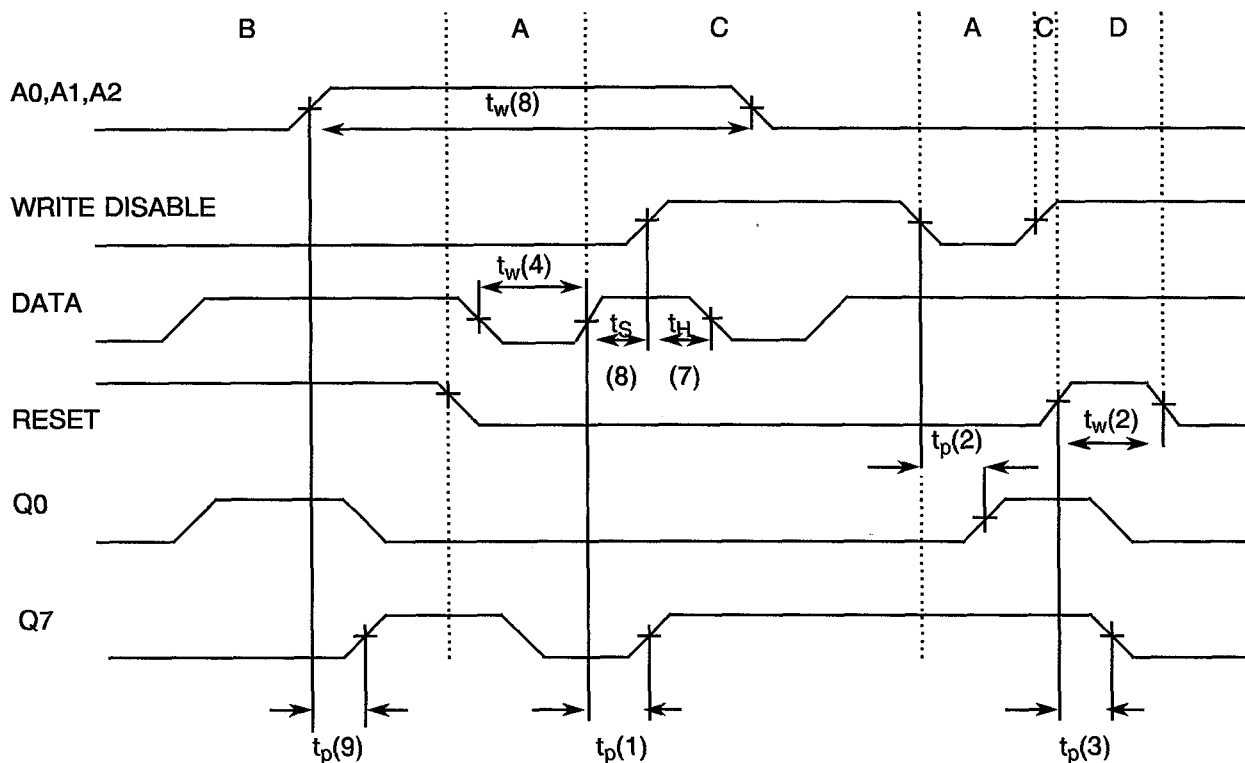 B A C A C D
A0,A1,A2
tw(8)
WRITE DISABLE
tw(4)
DATA
tS tH
(8) (7)
RESET
tp(2) tw(2)
Q0
Q7
tp(9) tp(1) tp(3)